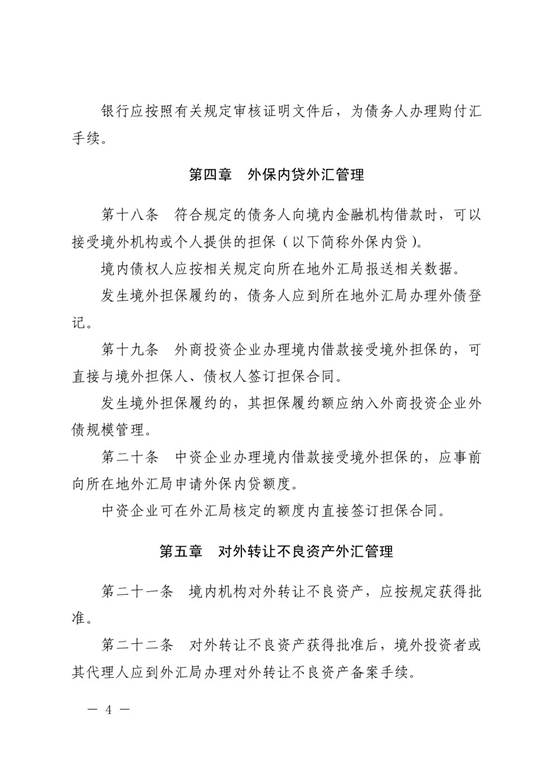 银行应按照有关规定审核证明文件后，为债务人办理购付汇
手续。
第四章　外保内贷外汇管理
第十八条　符合规定的债务人向境内金融机构借款时，可以
接受境外机构或个人提供的担保（以下简称外保内贷）。
境内债权人应按相关规定向所在地外汇局报送相关数据。
发生境外担保履约的，债务人应到所在地外汇局办理外债登
记。
第十九条　外商投资企业办理境内借款接受境外担保的，可
直接与境外担保人、债权人签订担保合同。
发生境外担保履约的，其担保履约额应纳入外商投资企业外
债规模管理。
第二十条　中资企业办理境内借款接受境外担保的，应事前
向所在地外汇局申请外保内贷额度。
中资企业可在外汇局核定的额度内直接签订担保合同。
第五章　对外转让不良资产外汇管理
第二十一条　境内机构对外转让不良资产，应按规定获得批
准。
第二十二条　对外转让不良资产获得批准后，境外投资者或
其代理人应到外汇局办理对外转让不良资产备案手续。
— 4 —